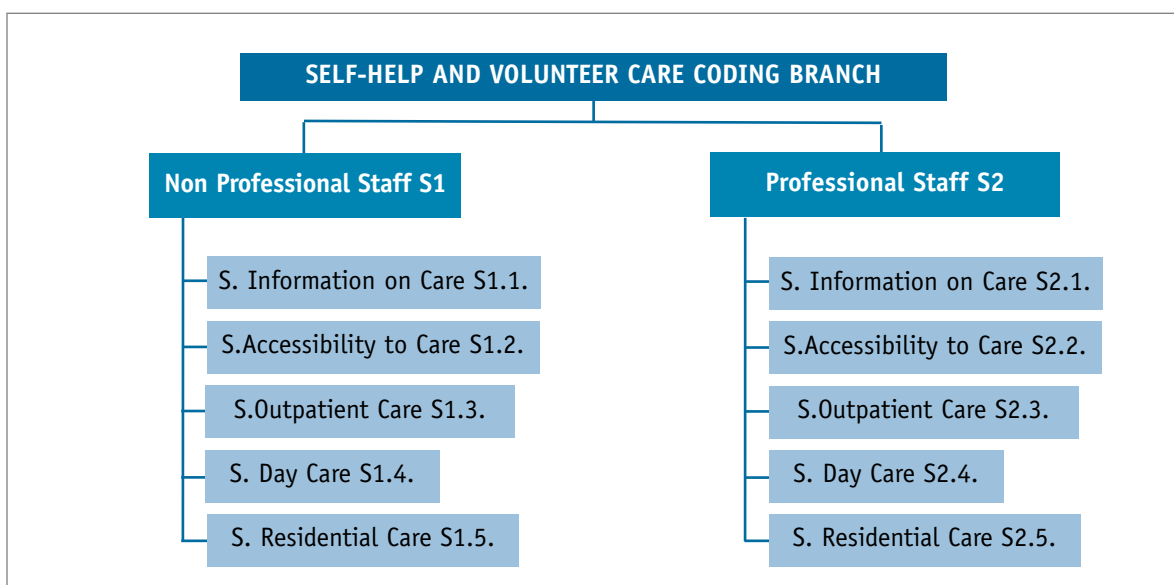 SELF-HELP AND VOLUNTEER CARE CODING BRANCH
Non Professional Staff S1
S. Information on Care S1.1.
S.Accessibility to Care S1.2.
S.Outpatient Care S1.3.
S. Day Care S1.4.
S. Residential Care S1.5.
Professional Staff S2
S. Information on Care S2.1.
S.Accessibility to Care S2.2.
S.Outpatient Care S2.3.
S. Day Care S2.4.
S. Residential Care S2.5.